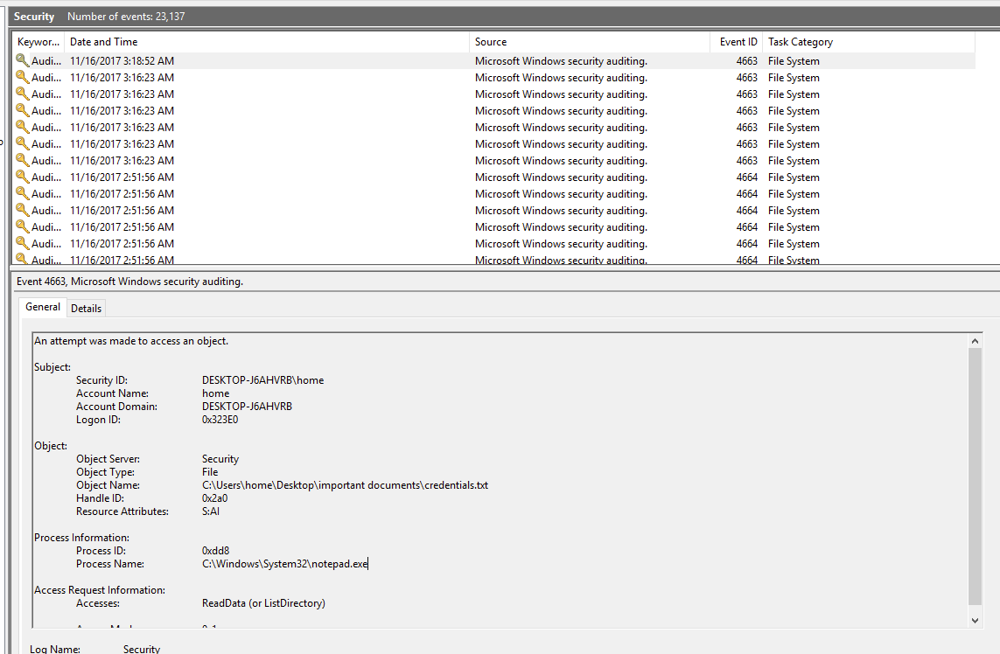 Security Number of events: 23,137
Keywor... Date and Time Source Event ID Task Category
Audi... 11/16/2017 3:18:52 AM Microsoft Windows security auditing. 4663 File System
Audi... 11/16/2017 3:16:23 AM Microsoft Windows security auditing. 4663 File System
Audi... 11/16/2017 3:16:23 AM Microsoft Windows security auditing. 4663 File System
Audi... 11/16/2017 3:16:23 AM Microsoft Windows security auditing. 4663 File System
Audi... 11/16/2017 3:16:23 AM Microsoft Windows security auditing. 4663 File System
Audi... 11/16/2017 3:16:23 AM Microsoft Windows security auditing. 4663 File System
Audi... 11/16/2017 3:16:23 AM Microsoft Windows security auditing. 4663 File System
Audi... 11/16/2017 2:51:56 AM Microsoft Windows security auditing. 4664 File System
Audi... 11/16/2017 2:51:56 AM Microsoft Windows security auditing. 4664 File System
Audi... 11/16/2017 2:51:56 AM Microsoft Windows security auditing. 4664 File System
Audi... 11/16/2017 2:51:56 AM Microsoft Windows security auditing. 4664 File System
Audi... 11/16/2017 2:51:56 AM Microsoft Windows security auditing. 4664 File System
Audi... 11/16/2017 2:51:56 AM Microsoft Windows security auditing. 4664 File System
Event 4663, Microsoft Windows security auditing.
General Details
An attempt was made to access an object.
Subject:
Security ID: DESKTOP-J6AHVRB\home
Account Name: home
Account Domain: DESKTOP-J6AHVRB
Logon ID: 0x323E0
Object:
Object Server: Security
Object Type: File
Object Name: C:\Users\home\Desktop\important documents\credentials.txt
Handle ID: 0x2a0
Resource Attributes: S:AI
Process Information:
Process ID: 0xdd8
Process Name: C:\Windows\System32\notepad.exe
Access Request Information:
Accesses: ReadData (or ListDirectory)
Log Name: Security